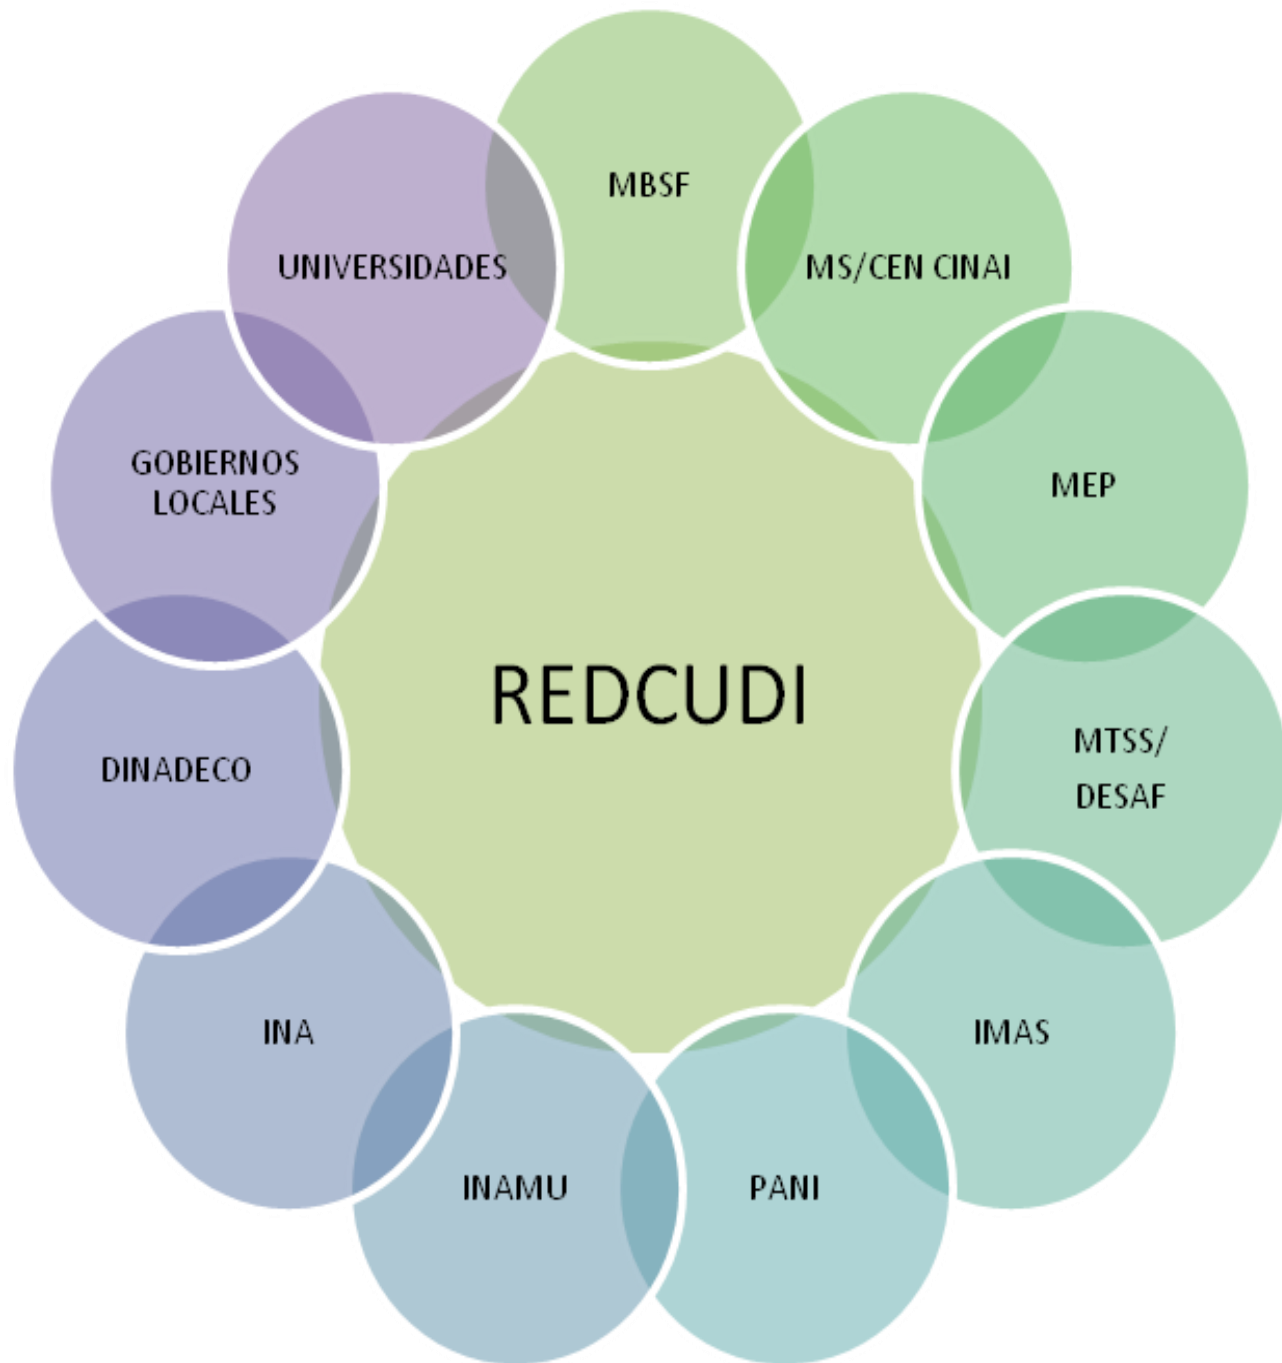 MBSF
MS/CEN CINAI
MEP
MTSS/
DESAF
IMAS
PANI
INAMU
INA
DINADECO
GOBIERNOS
LOCALES
UNIVERSIDADES
REDCUDI